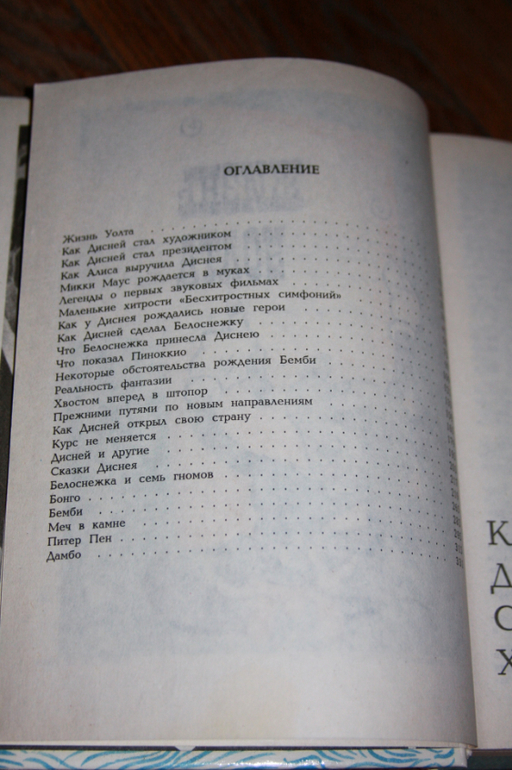 ОГЛАВЛЕНИЕ
Жизнь Уолта
Как Дисней стал художником
Как Дисней стал президентом
Как Алиса выручила Диснея
Микки Маус рождается в муках
Легенды о первых звуковых фильмах
Маленькие хитрости «Бесхитростных симфоний»
Как у Диснея рождались новые герои
Как Дисней сделал Белоснежку
Что Белоснежка принесла Диснею
Что показал Пиноккио
Некоторые обстоятельства рождения Бемби
Реальность фантазии
Хвостом вперед в штопор
Прежними путями по новым направлениям
Как Дисней открыл свою страну
Курс не меняется
Дисней и другие
Сказки Диснея
Белоснежка и семь гномов
Бонго
Бемби
Меч в камне
Питер Пен
Дамбо